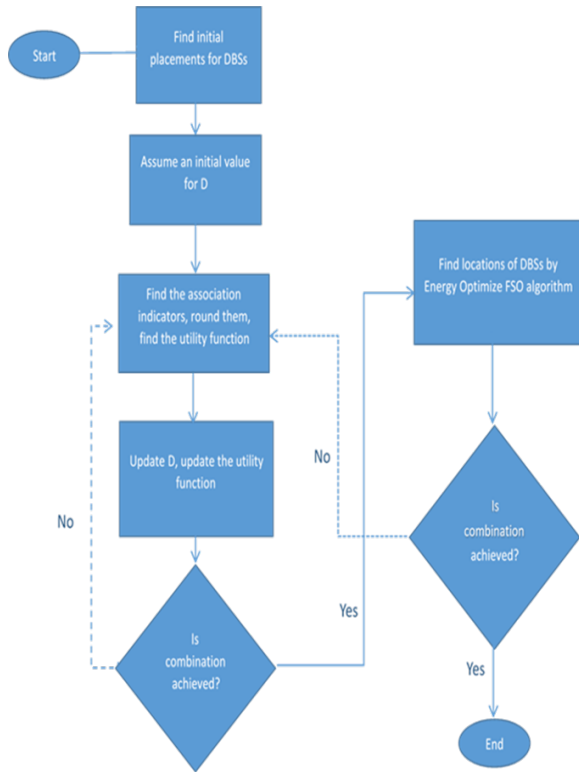 Start
Find initial
placements for DBSs
Assume an initial value
for D
Find the association
indicators, round them,
find the utility function
Update D, update the utility
function
No
Is
combination
achieved?
Yes
Find locations of DBSs by
Energy Optimize FSO algorithm
No
Is
combination
achieved?
Yes
End